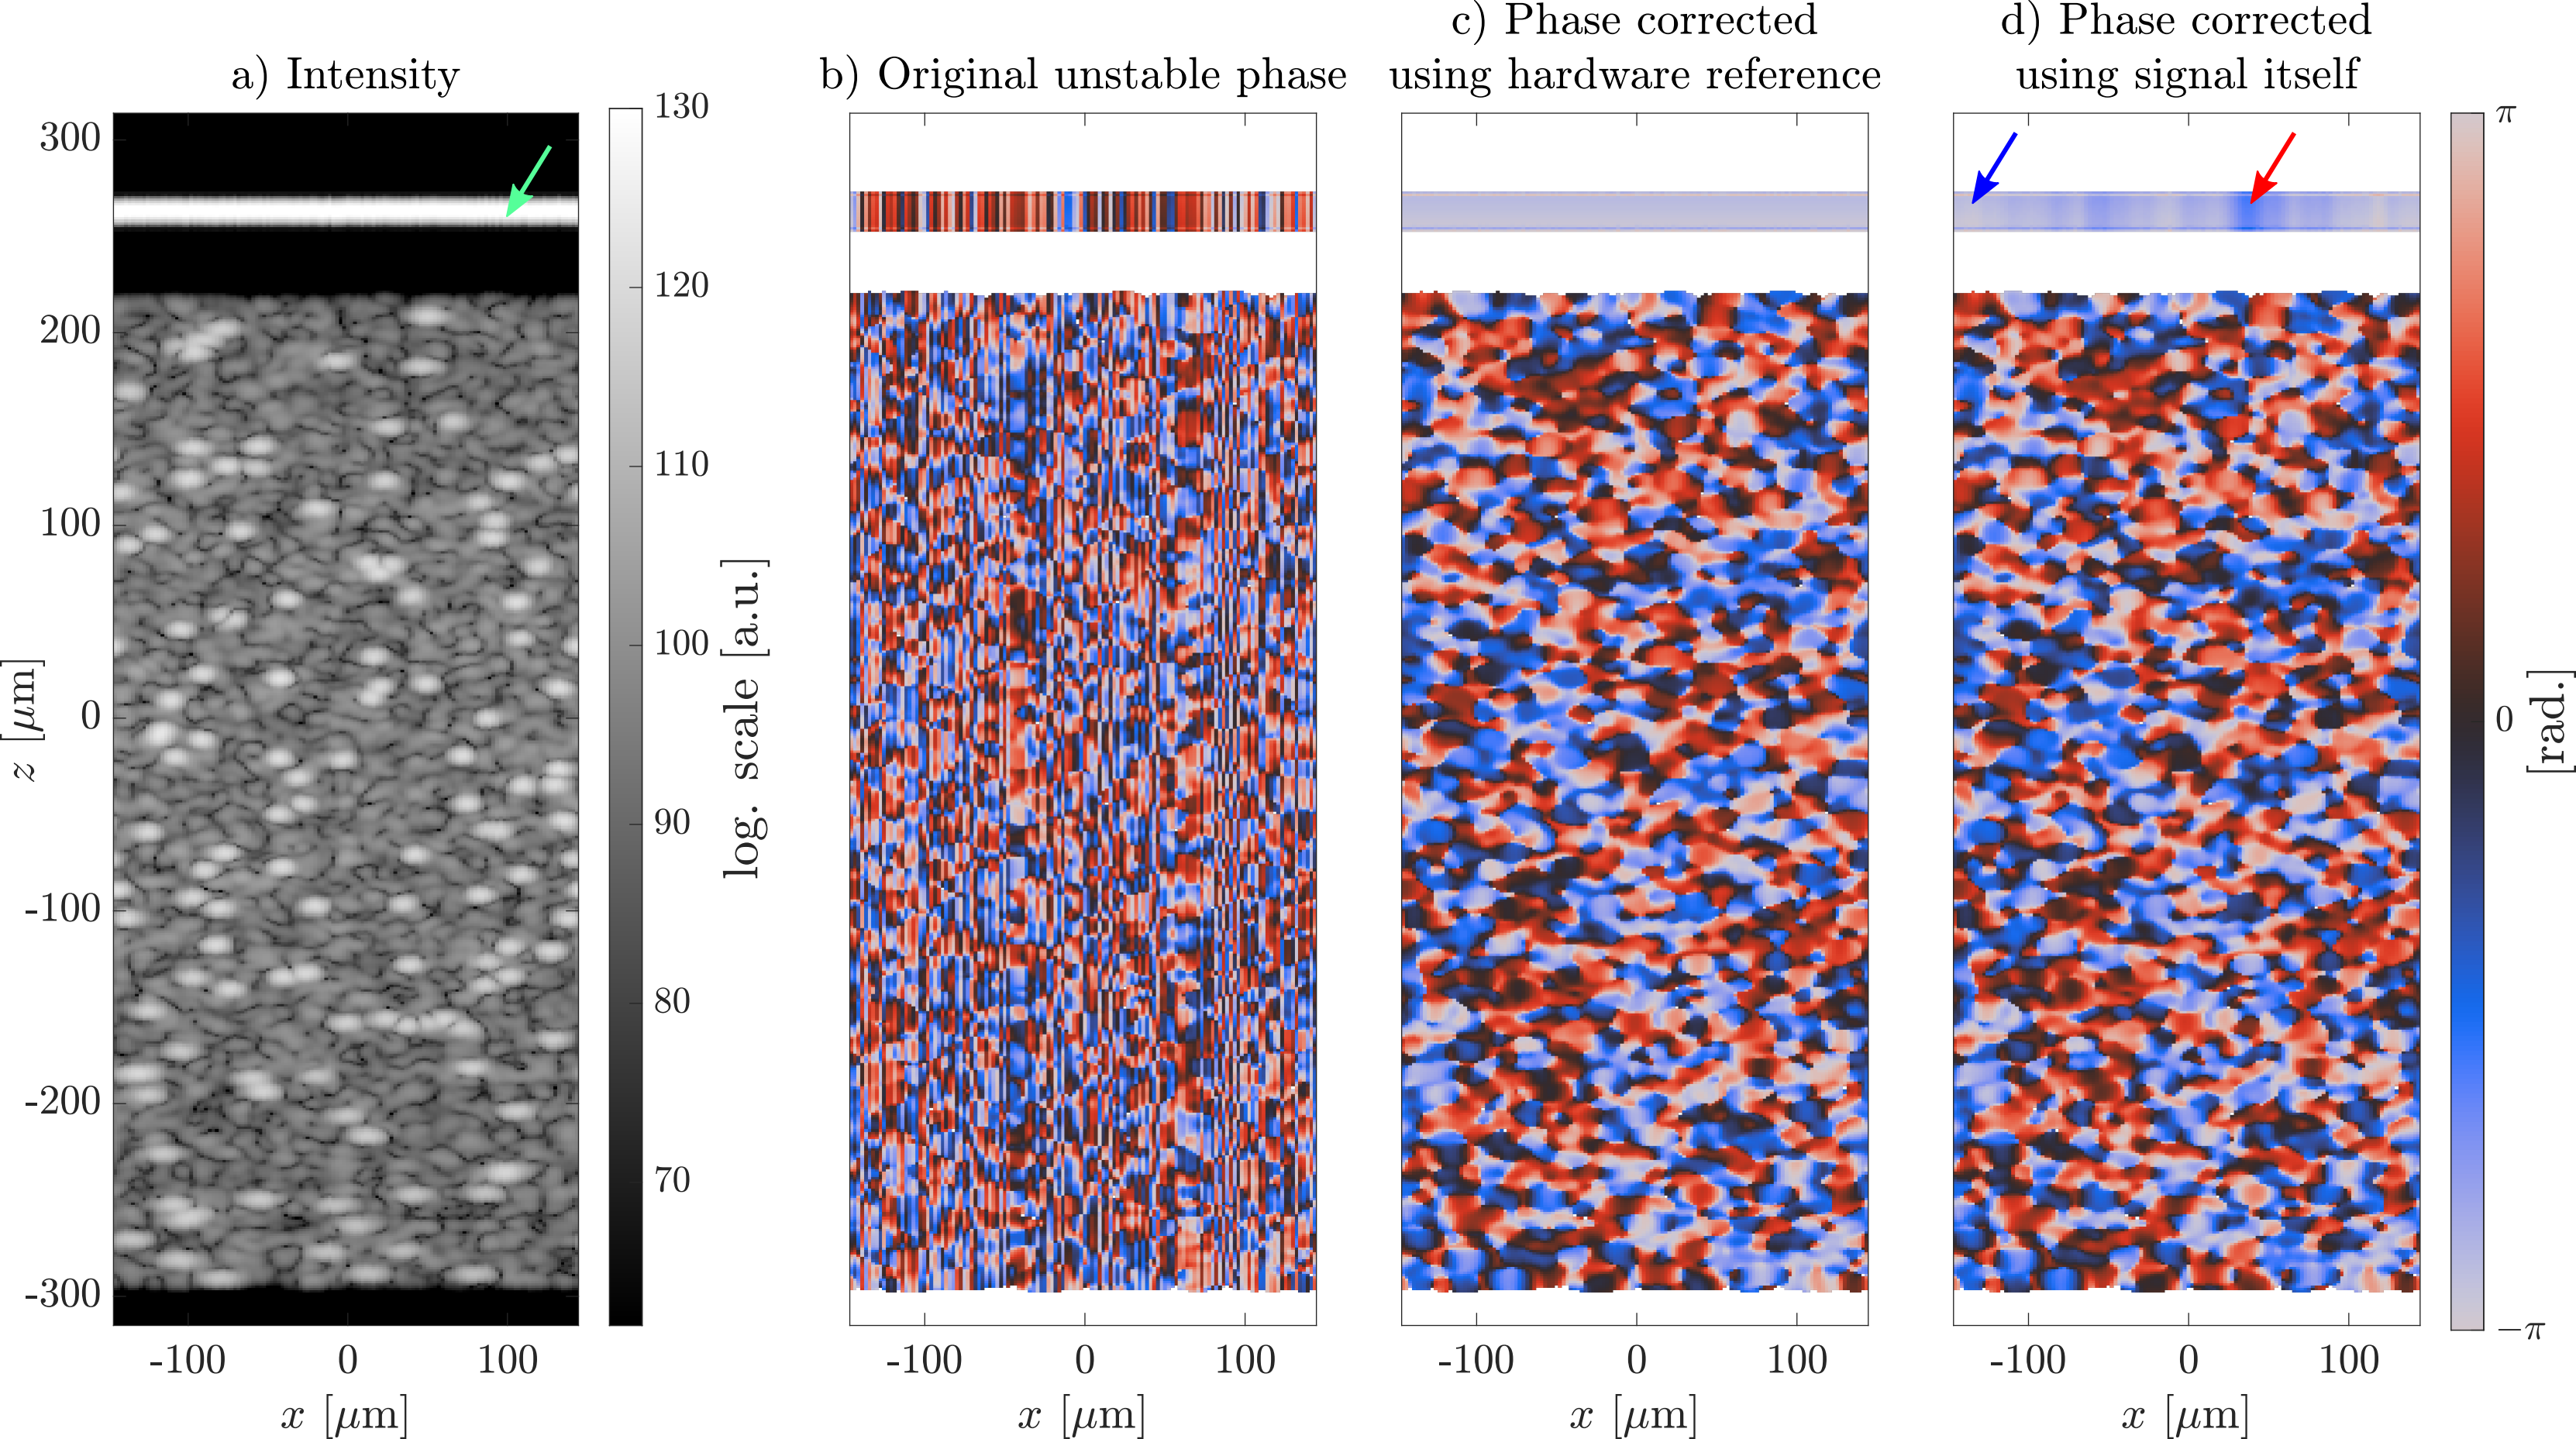 a) Intensity
b) Original unstable phase
c) Phase corrected
using hardware reference
d) Phase corrected
using signal itself
300
200
100
0
-100
-200
-300
z [μm]
-100 0 100
x [μm]
130
120
110
100
90
80
70
log. scale [a.u.]
-100 0 100
x [μm]
-100 0 100
x [μm]
-100 0 100
x [μm]
π
0
−π
[rad.]